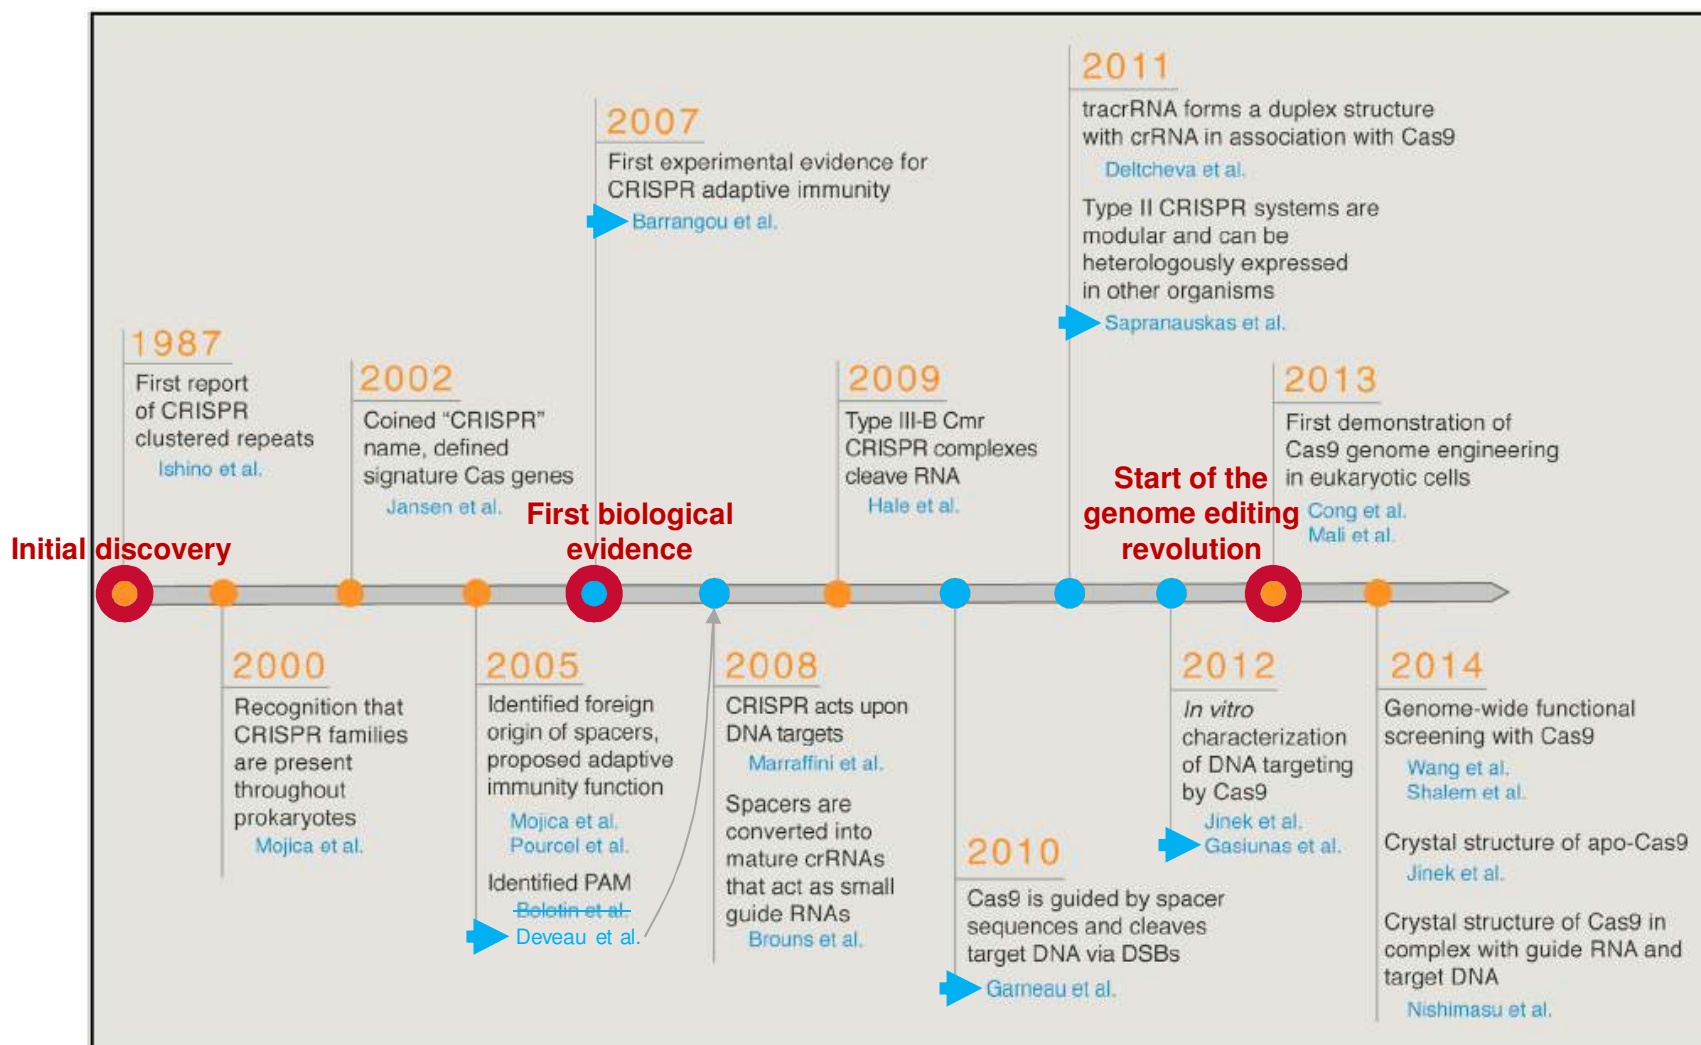 2011
tracrRNA forms a duplex structure
with crRNA in association with Cas9
Deltcheva et al.
Type II CRISPR systems are
modular and can be
heterologously expressed
in other organisms
Sapranauskas et al.
2007
First experimental evidence for
CRISPR adaptive immunity
Barrangou et al.
1987
First report
of CRISPR
clustered repeats
Ishino et al.
2002
Coined “CRISPR”
name, defined
signature Cas genes
Jansen et al.
2009
Type III-B Cmr
CRISPR complexes
cleave RNA
Hale et al.
2013
First demonstration of
Cas9 genome engineering
in eukaryotic cells
Cong et al.
Mali et al.
Initial discovery
First biological
evidence
Start of the
genome editing
revolution
2000
Recognition that
CRISPR families
are present
throughout
prokaryotes
Mojica et al.
2005
Identified foreign
origin of spacers,
proposed adaptive
immunity function
Mojica et al.
Pourcel et al.
Identified PAM
Bolotin et al.
Deveau et al.
2008
CRISPR acts upon
DNA targets
Marraffini et al.
Spacers are
converted into
mature crRNAs
that act as small
guide RNAs
Brouns et al.
2010
Cas9 is guided by spacer
sequences and cleaves
target DNA via DSBs
Garneau et al.
2012
In vitro
characterization
of DNA targeting
by Cas9
Jinek et al.
Gasiunas et al.
2014
Genome-wide functional
screening with Cas9
Wang et al.
Shalem et al.
Crystal structure of apo-Cas9
Jinek et al.
Crystal structure of Cas9 in
complex with guide RNA and
target DNA
Nishimasu et al.